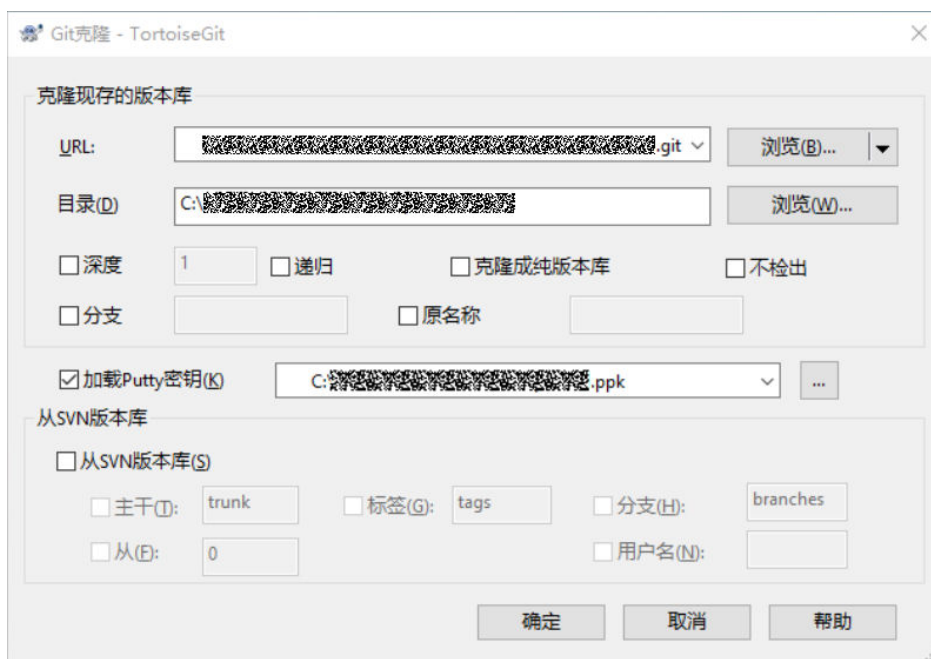 Git克隆 - TortoiseGit
克隆现存的版本库
URL: .git 浏览(B)...
目录(D) C:\ 浏览(W)...
深度 1 递归 克隆成纯版本库 不检出
分支 原名称
加载Putty密钥(K) C: .ppk ...
从SVN版本库
从SVN版本库(S)
主干(T): trunk 标签(G): tags 分支(H): branches
从(F): 0 用户名(N):
确定 取消 帮助